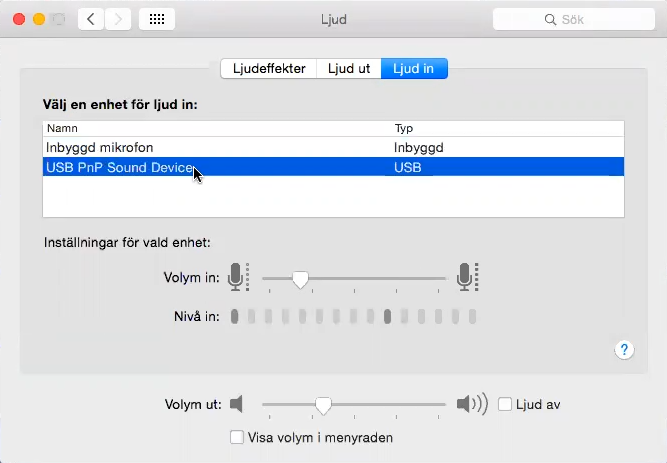 Ljud
Sök
Ljudeffekter Ljud ut Ljud in
Välj en enhet för ljud in:
Namn Typ
Inbyggd mikrofon Inbyggd
USB PnP Sound Device USB
Inställningar för vald enhet:
Volym in:
Nivå in:
?
Volym ut: Ljud av
Visa volym i menyraden